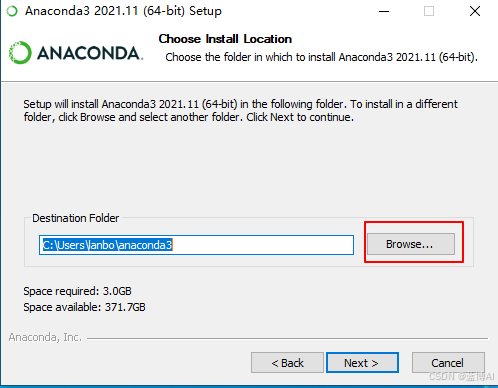 Anaconda3 2021.11 (64-bit) Setup
ANACONDA.
Choose Install Location
Choose the folder in which to install Anaconda3 2021.11 (64-bit).
Setup will install Anaconda3 2021.11 (64-bit) in the following folder. To install in a different
folder, click Browse and select another folder. Click Next to continue.
Destination Folder
C:\Users\lanbo\anaconda3
Browse...
Space required: 3.0GB
Space available: 371.7GB
Anaconda, Inc.
< Back
Next >
Cancel
CSDN @蓝博AI